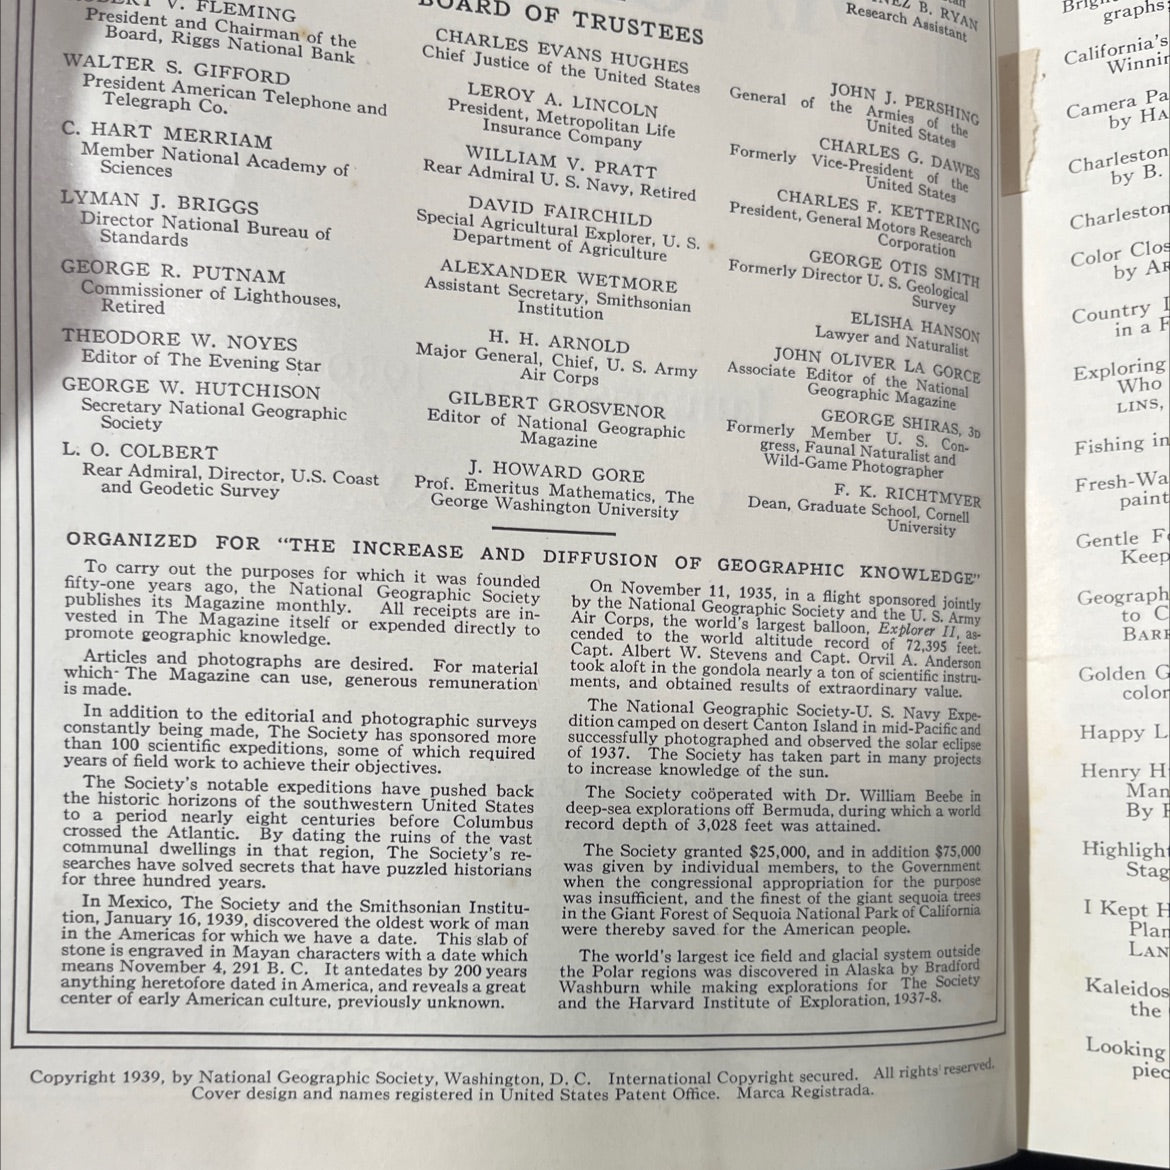 V. FLEMING
President and Chairman of the
Board, Riggs National Bank
WALTER S. GIFFORD
President American Telephone and
Telegraph Co.
C. HART MERRIAM
Member National Academy of
Sciences
LYMAN J. BRIGGS
Director National Bureau of
Standards
GEORGE R. PUTNAM
Commissioner of Lighthouses,
Retired
THEODORE W. NOYES
Editor of The Evening Star
GEORGE W. HUTCHISON
Secretary National Geographic
Society
L. O. COLBERT
Rear Admiral, Director, U.S. Coast
and Geodetic Survey
BOARD OF TRUSTEES
CHARLES EVANS HUGHES
Chief Justice of the United States
LEROY A. LINCOLN
President, Metropolitan Life
Insurance Company
WILLIAM V. PRATT
Rear Admiral U. S. Navy, Retired
DAVID FAIRCHILD
Special Agricultural Explorer, U. S.
Department of Agriculture
ALEXANDER WETMORE
Assistant Secretary, Smithsonian
Institution
H. H. ARNOLD
Major General, Chief, U. S. Army
Air Corps
GILBERT GROSVENOR
Editor of National Geographic
Magazine
J. HOWARD GORE
Prof. Emeritus Mathematics, The
George Washington University
B. RYAN
Research Assistant
JOHN J. PERSHING
General of the Armies of the
United States
CHARLES G. DAWES
Formerly Vice-President of the
United States
CHARLES F. KETTERING
President, General Motors Research
Corporation
GEORGE OTIS SMITH
Formerly Director U. S. Geological
Survey
ELISHA HANSON
Lawyer and Naturalist
JOHN OLIVER LA GORCE
Associate Editor of the National
Geographic Magazine
GEORGE SHIRAS, 3D
Formerly Member U. S. Con-
gress, Faunal Naturalist and
Wild-Game Photographer
F. K. RICHTMYER
Dean, Graduate School, Cornell
University
ORGANIZED FOR "THE INCREASE AND DIFFUSION OF GEOGRAPHIC KNOWLEDGE"
To carry out the purposes for which it was founded
fifty-one years ago, the National Geographic Society
publishes its Magazine monthly. All receipts are in-
vested in The Magazine itself or expended directly to
promote geographic knowledge.
Articles and photographs are desired. For material
which The Magazine can use, generous remuneration
is made.
In addition to the editorial and photographic surveys
constantly being made, The Society has sponsored more
than 100 scientific expeditions, some of which required
years of field work to achieve their objectives.
The Society's notable expeditions have pushed back
the historic horizons of the southwestern United States
to a period nearly eight centuries before Columbus
crossed the Atlantic. By dating the ruins of the vast
communal dwellings in that region, The Society's re-
searches have solved secrets that have puzzled historians
for three hundred years.
In Mexico, The Society and the Smithsonian Institu-
tion, January 16, 1939, discovered the oldest work of man
in the Americas for which we have a date. This slab of
stone is engraved in Mayan characters with a date which
means November 4, 291 B. C. It antedates by 200 years
anything heretofore dated in America, and reveals a great
center of early American culture, previously unknown.
On November 11, 1935, in a flight sponsored jointly
by the National Geographic Society and the U. S. Army
Air Corps, the world's largest balloon, Explorer II, as-
cended to the world altitude record of 72,395 feet.
Capt. Albert W. Stevens and Capt. Orvil A. Anderson
took aloft in the gondola nearly a ton of scientific instru-
ments, and obtained results of extraordinary value.
The National Geographic Society-U. S. Navy Expe-
dition camped on desert Canton Island in mid-Pacific and
successfully photographed and observed the solar eclipse
of 1937. The Society has taken part in many projects
to increase knowledge of the sun.
The Society coöperated with Dr. William Beebe in
deep-sea explorations off Bermuda, during which a world
record depth of 3,028 feet was attained.
The Society granted $25,000, and in addition $75,000
was given by individual members, to the Government
when the congressional appropriation for the purpose
was insufficient, and the finest of the giant sequoia trees
in the Giant Forest of Sequoia National Park of California
were thereby saved for the American people.
The world's largest ice field and glacial system outside
the Polar regions was discovered in Alaska by Bradford
Washburn while making explorations for The Society
and the Harvard Institute of Exploration, 1937-8.
Copyright 1939, by National Geographic Society, Washington, D. C. International Copyright secured. All rights reserved.
Cover design and names registered in United States Patent Office. Marca Registrada.
graphs;
California's
Camera Pa
by HA
Charleston
by B.
Charleston
Color Clos
by AR
Country
in a F
Exploring
Who
LINS,
Fishing in
Fresh-Wa
paint
Gentle
Keep
Geograph
to C
BARR
Golden G
color
Happy L
Henry H
Man
By
Highlight
Stag
I Kept H
Plan
LAN
Kaleidos
the
Looking
piec